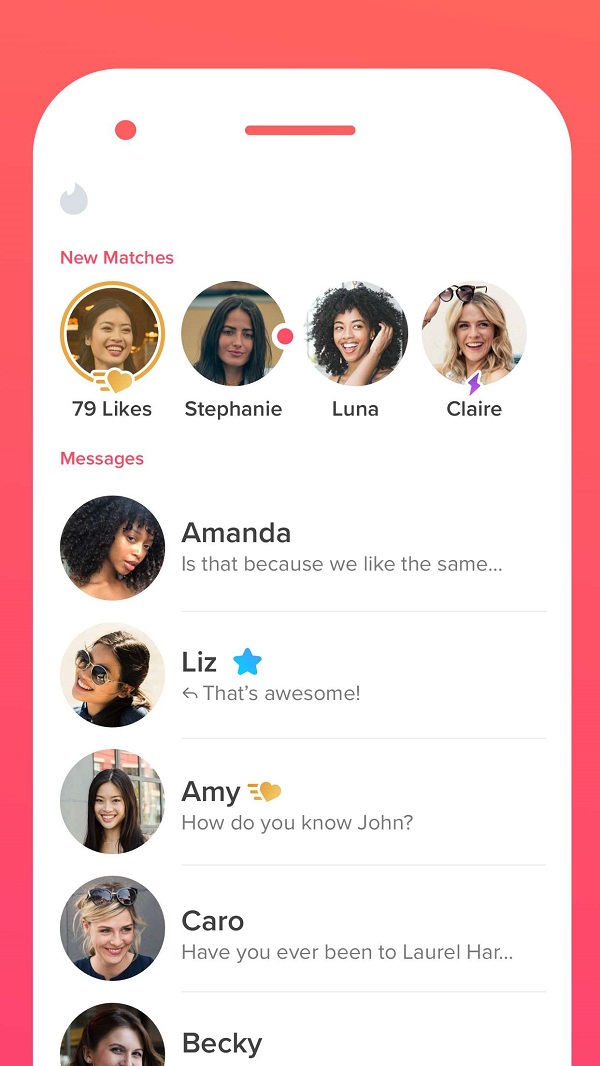 New Matches
79 Likes
Stephanie
Luna
Claire
Messages
Amanda
Is that because we like the same...
Liz
That's awesome!
Amy
How do you know John?
Caro
Have you ever been to Laurel Har...
Becky